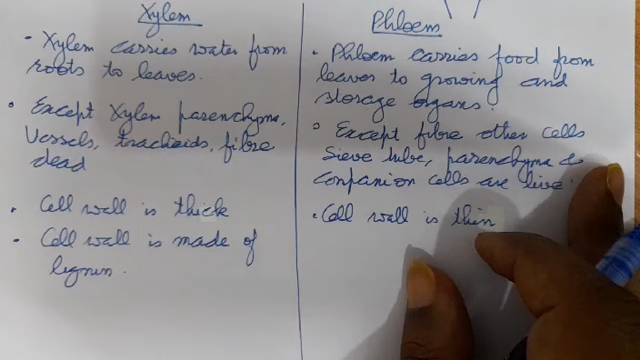 Xylem
· Xylem carries water from
roots to leaves.
· Except Xylem parenchyma,
Vessels, tracheids, fibre
dead
· Cell wall is thick
· Cell wall is made of
lignin.
Phloem
· Phloem carries food from
leaves to growing and
storage organs.
· Except fibre other cells
Sieve tube, parenchyma &
companion cells are live.
· Cell wall is thin